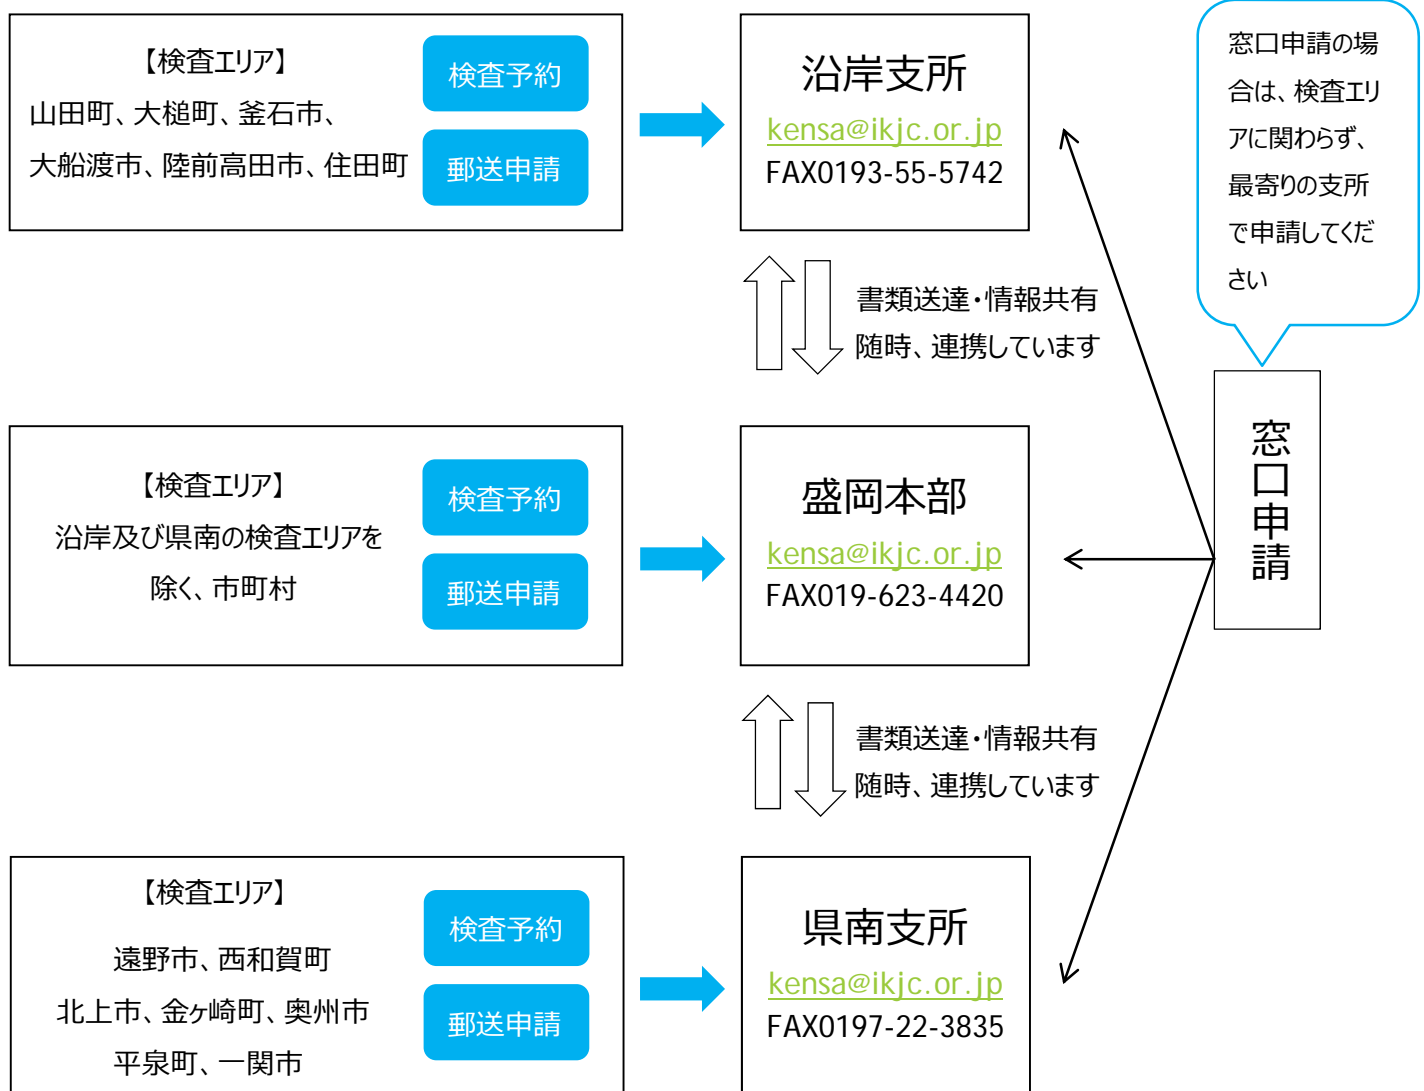 【検査エリア】
山田町、大槌町、釜石市、
大船渡市、陸前高田市、住田町
検査予約
郵送申請
沿岸支所
kensa@ikjc.or.jp
FAX0193-55-5742
窓口申請の場
合は、検査エリ
アに関わらず、
最寄りの支所
で申請してくだ
さい
書類送達・情報共有
随時、連携しています
窓口申請
【検査エリア】
沿岸及び県南の検査エリアを
除く、市町村
検査予約
郵送申請
盛岡本部
kensa@ikjc.or.jp
FAX019-623-4420
書類送達・情報共有
随時、連携しています
【検査エリア】
遠野市、西和賀町
北上市、金ヶ崎町、奥州市
平泉町、一関市
検査予約
郵送申請
県南支所
kensa@ikjc.or.jp
FAX0197-22-3835